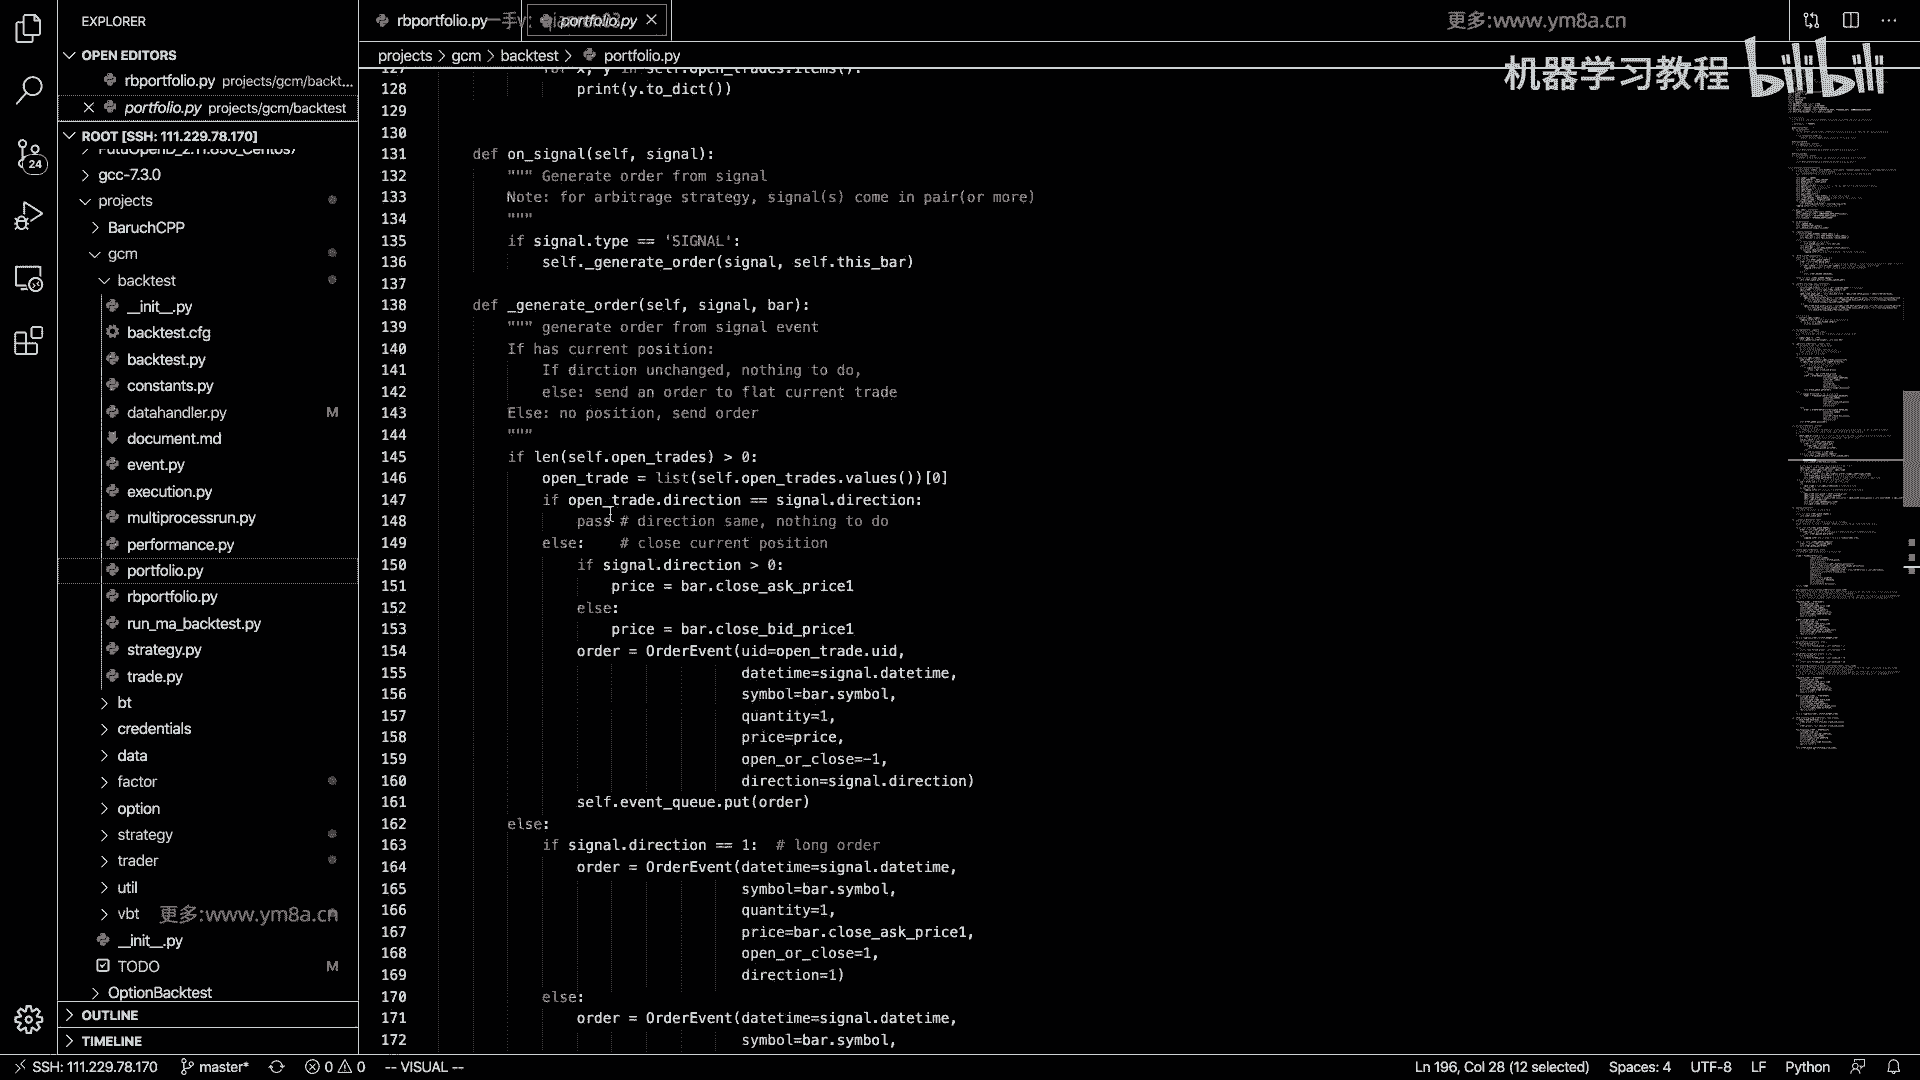 EXPLORER
OPEN EDITORS
rbportfolio.py projects/gcm/backt...
portfolio.py projects/gcm/backtest
ROOT [SSH: 111.229.78.170]
gcc-7.3.0
projects
BaruchCPP
gcm
backtest
__init__.py
backtest.cfg
backtest.py
constants.py
datahandler.py M
document.md
event.py
execution.py
multiprocessrun.py
performance.py
portfolio.py
rbportfolio.py
run_ma_backtest.py
strategy.py
trade.py
bt
credentials
data
factor
option
strategy
trader
util
vbt
更多:www.ym8a.cn
__init__.py
TODO M
OptionBacktest
OUTLINE
TIMELINE
24
rbportfolio.py
portfolio.py
更多:www.ym8a.cn
机器学习教程 bilibili
projects > gcm > backtest > portfolio.py
127 for x, y in self.open_trades.items():
128 print(y.to_dict())
129
130
131 def on_signal(self, signal):
132 """ Generate order from signal
133 Note: for arbitrage strategy, signal(s) come in pair(or more)
134 """
135 if signal.type == 'SIGNAL':
136 self._generate_order(signal, self.this_bar)
137
138 def _generate_order(self, signal, bar):
139 """ generate order from signal event
140 If has current position:
141 If dirction unchanged, nothing to do,
142 else: send an order to flat current trade
143 Else: no position, send order
144 """
145 if len(self.open_trades) > 0:
146 open_trade = list(self.open_trades.values())[0]
147 if open_trade.direction == signal.direction:
148 pass # direction same, nothing to do
149 else: # close current position
150 if signal.direction > 0:
151 price = bar.close_ask_price1
152 else:
153 price = bar.close_bid_price1
154 order = OrderEvent(uid=open_trade.uid,
155 datetime=signal.datetime,
156 symbol=bar.symbol,
157 quantity=1,
158 price=price,
159 open_or_close=-1,
160 direction=signal.direction)
161 self.event_queue.put(order)
162 else:
163 if signal.direction == 1: # long order
164 order = OrderEvent(datetime=signal.datetime,
165 symbol=bar.symbol,
166 quantity=1,
167 price=bar.close_ask_price1,
168 open_or_close=1,
169 direction=1)
170 else:
171 order = OrderEvent(datetime=signal.datetime,
172 symbol=bar.symbol,
SSH: 111.229.78.170 master* 0 0 -- VISUAL -- Ln 196, Col 28 (12 selected) Spaces: 4 UTF-8 LF Python